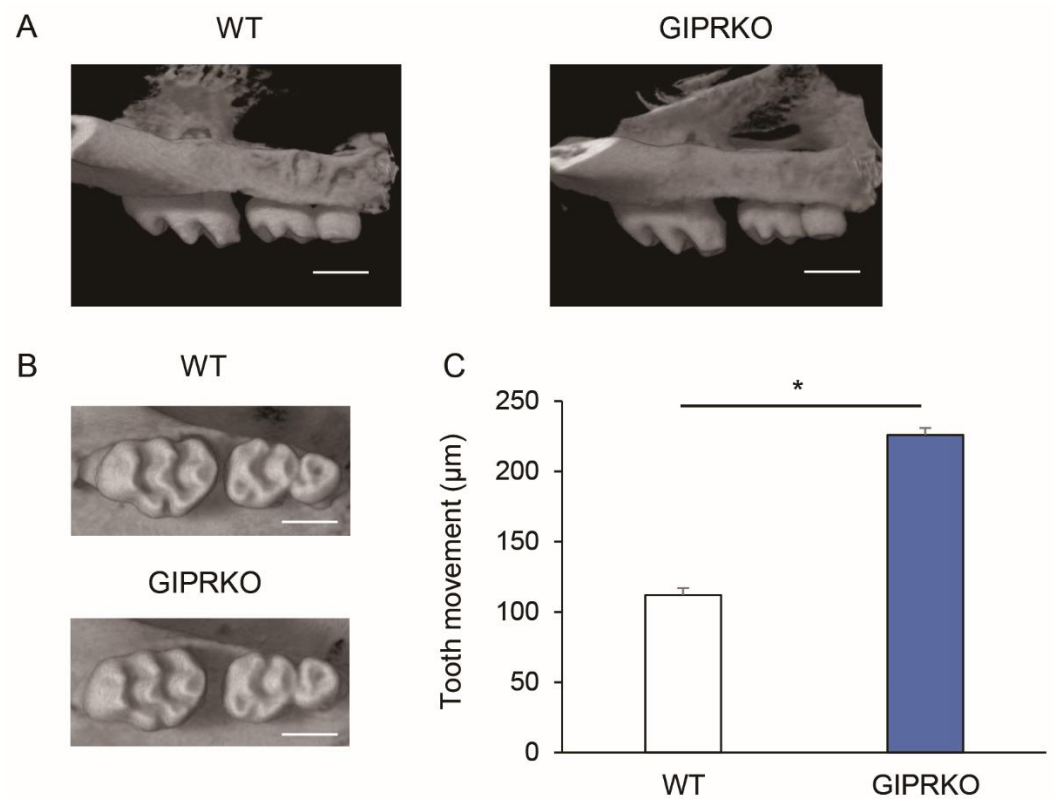 A
WT
GIPRKO
B
WT
GIPRKO
C
*
Tooth movement (µm)
250
200
150
100
50
0
WT
GIPRKO